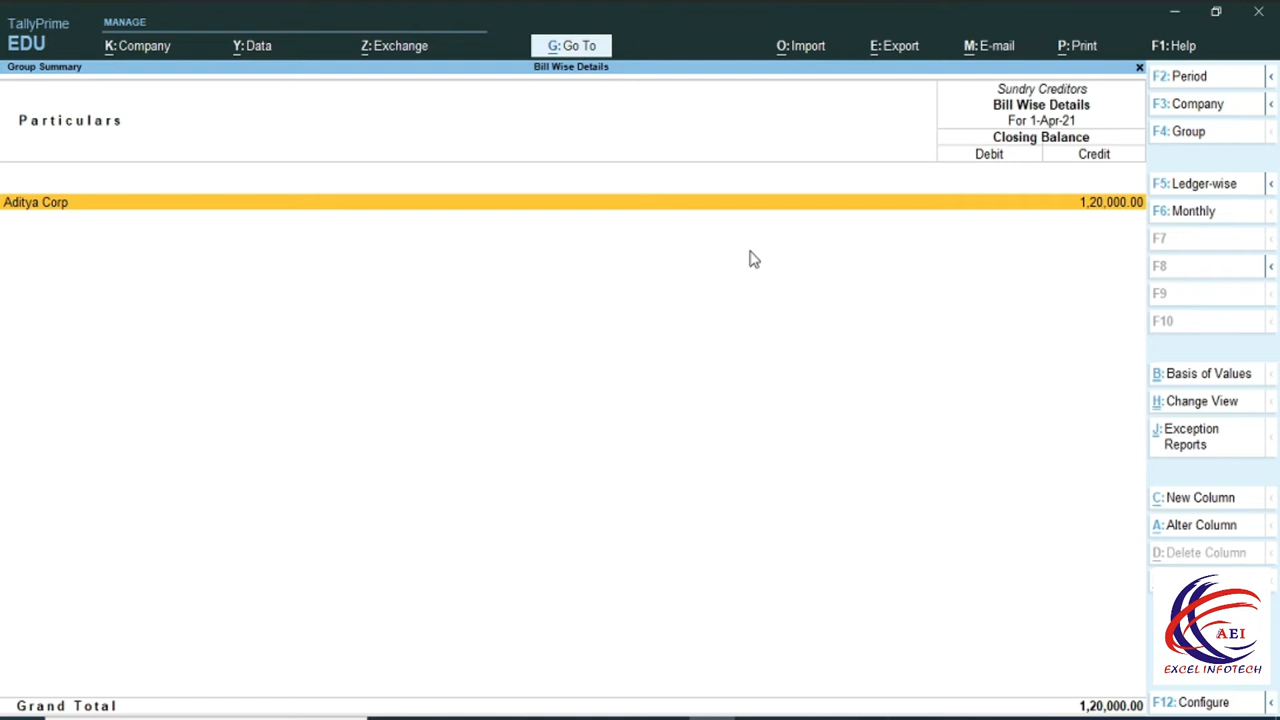 TallyPrime
EDU
MANAGE
K: Company
Y: Data
Z: Exchange
G: Go To
O: Import
E: Export
M: E-mail
P: Print
F1: Help
Group Summary
Bill Wise Details
Particulars
Sundry Creditors
Bill Wise Details
For 1-Apr-21
Closing Balance
Debit
Credit
Aditya Corp
1,20,000.00
Grand Total
1,20,000.00
F2: Period
F3: Company
F4: Group
F5: Ledger-wise
F6: Monthly
F7
F8
F9
F10
B: Basis of Values
H: Change View
J: Exception
Reports
C: New Column
A: Alter Column
D: Delete Column
AEI
EXCEL INFOTECH
F12: Configure